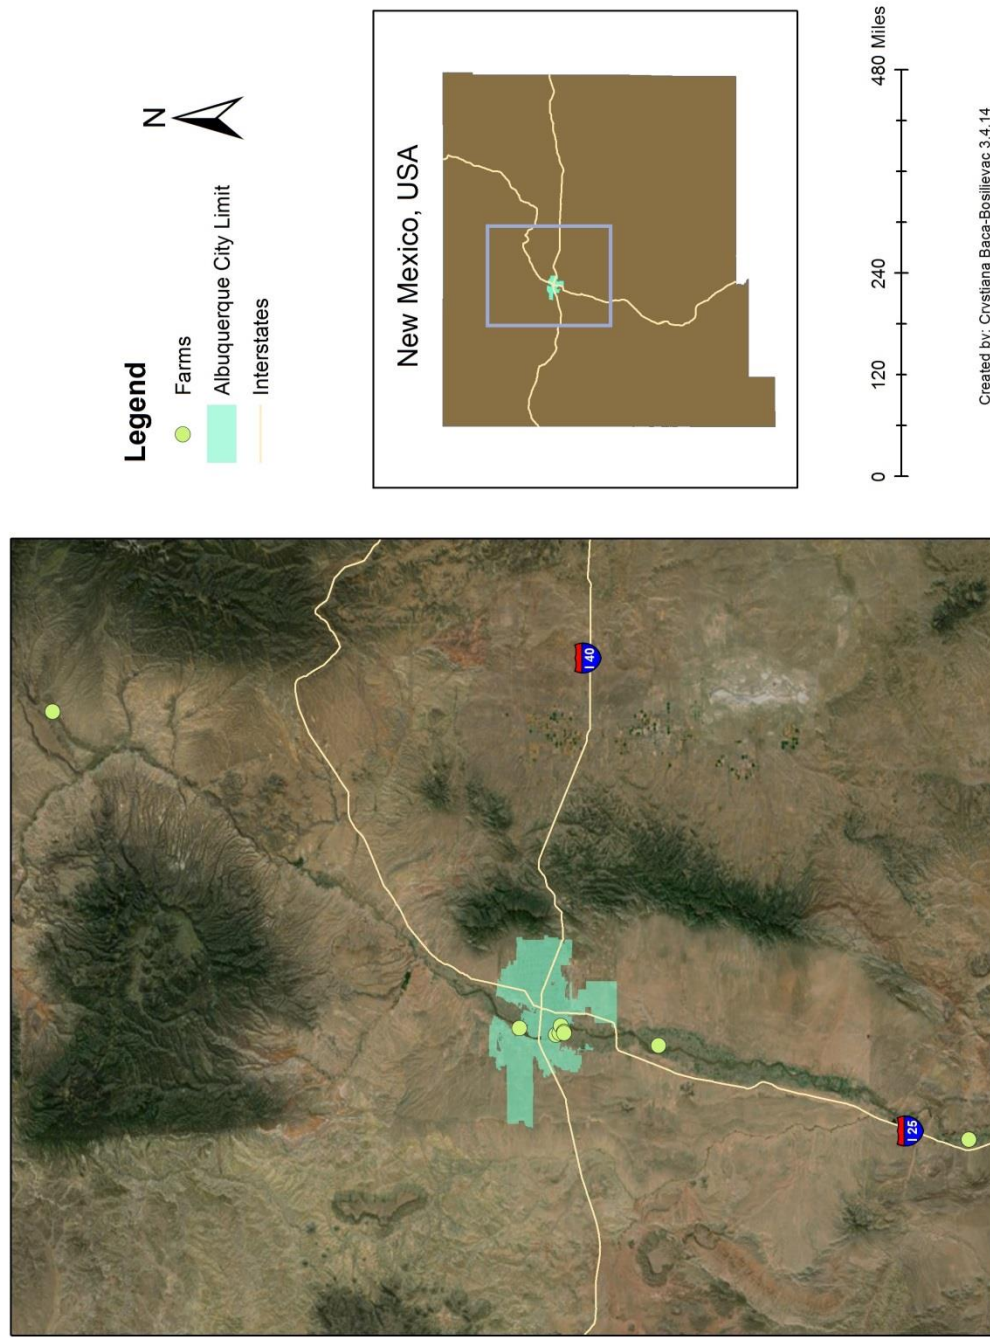 N
Legend
Farms
Albuquerque City Limit
Interstates
New Mexico, USA
0 120 240 480 Miles
Created by: Crystiana Baca-Bosilievac 3.4.14
I 40
I 25